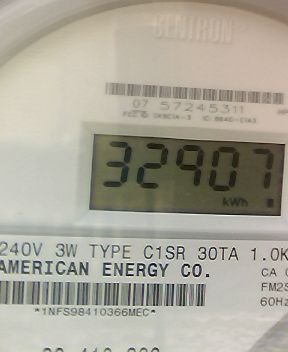 CENTRON
07 57245311
32907
kWh
240V 3W TYPE C1SR 30TA 1.0K
AMERICAN ENERGY CO.
CA
FM2S
60Hz
*1NFS98410366MEC*